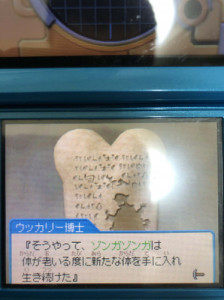 ウッカリー博士
『そうやって、ゾンガゾンガは
体が老いる度に新たな体を手に入れ
生き続けた』